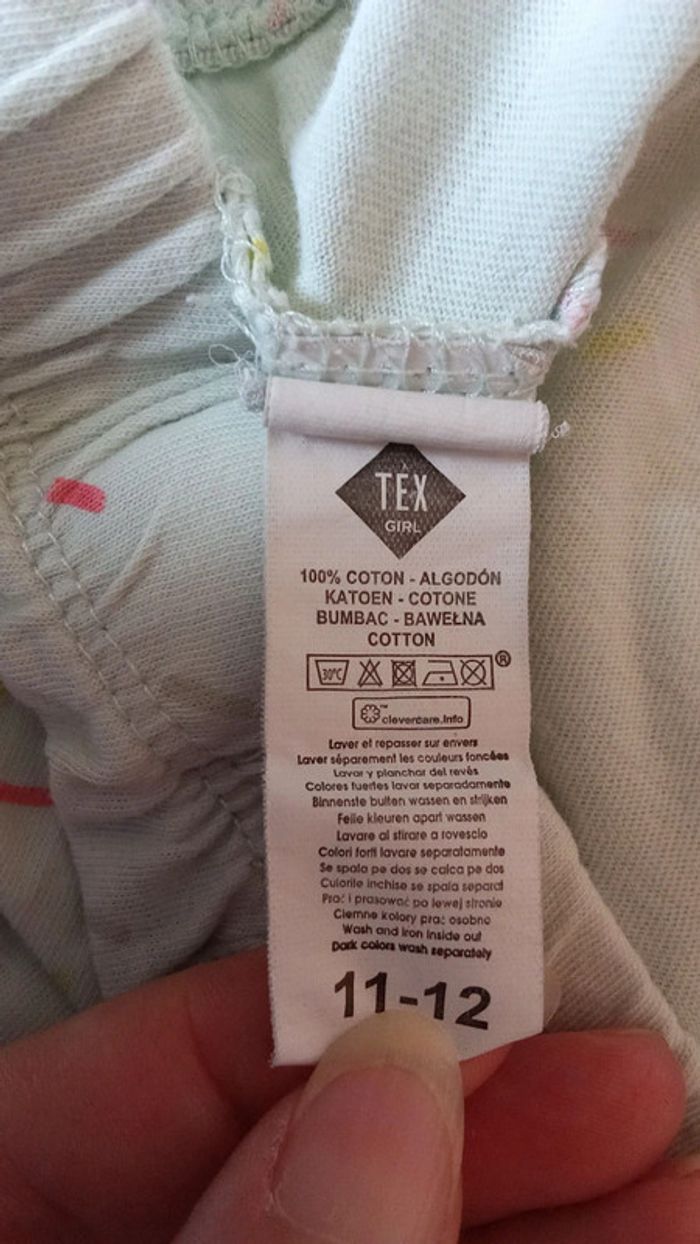 TEX
GIRL
100% COTON - ALGODÓN
KATOEN - COTONE
BUMBAC - BAWEŁNA
COTTON
30°C
®
clevercare.info™
Laver et repasser sur envers
Laver séparement les couleurs foncées
Lavar y planchar del revés
Colores fuertes lavar separadamente
Binnenste buiten wassen en strijken
Felle kleuren apart wassen
Lavare al stirare a rovescio
Colori forti lavare separatamente
Se spala pe dos se calca pe dos
Culorile inchise se spala separat
Prać i prasować po lewej stronie
Ciemne kolory prać osobno
Wash and iron inside out
Dark colors wash separately
11-12